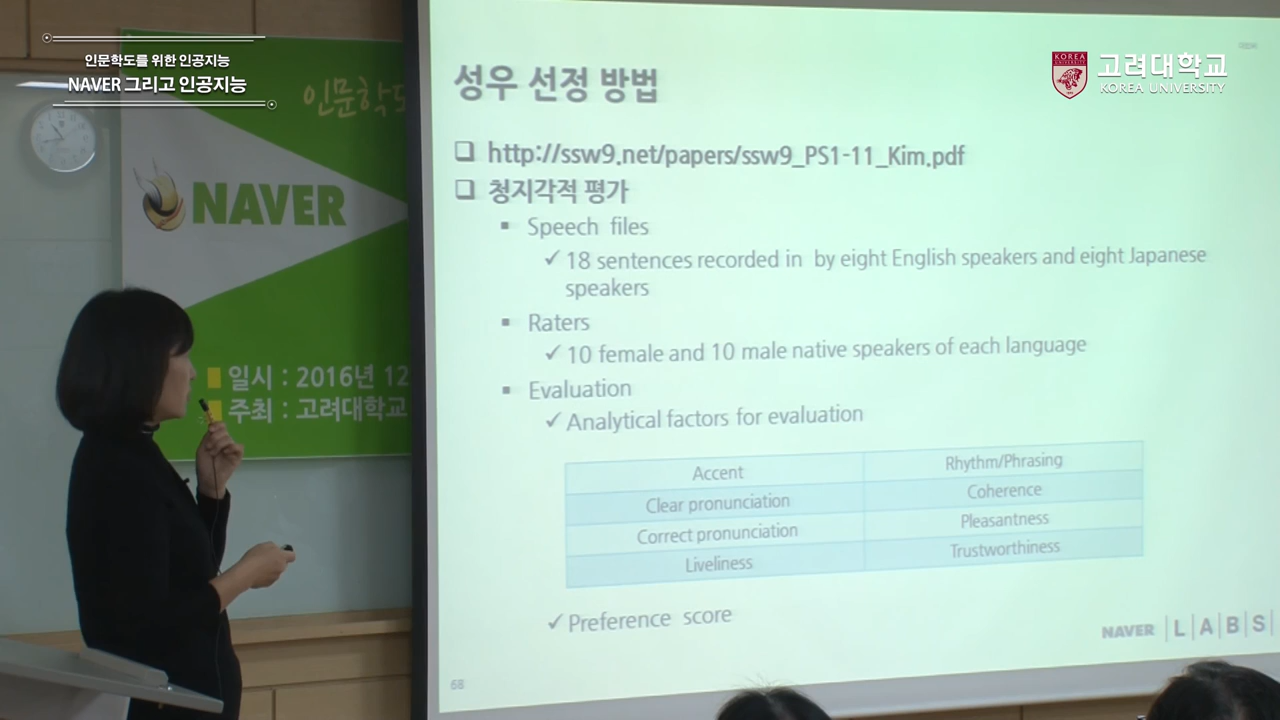 인문학도를 위한 인공지능
NAVER 그리고 인공지능
KOREA
UNIVERSITY
고려대학교
KOREA UNIVERSITY
인문학도
NAVER
일시 : 2016년 12
주최 : 고려대학교
성우 선정 방법
❑ http://ssw9.net/papers/ssw9_PS1-11_Kim.pdf
❑ 청지각적 평가
▪ Speech files
✓ 18 sentences recorded in by eight English speakers and eight Japanese
speakers
▪ Raters
✓ 10 female and 10 male native speakers of each language
▪ Evaluation
✓ Analytical factors for evaluation
Accent Rhythm/Phrasing
Clear pronunciation Coherence
Correct pronunciation Pleasantness
Liveliness Trustworthiness
✓ Preference score
NAVER | L | A | B | S |
68